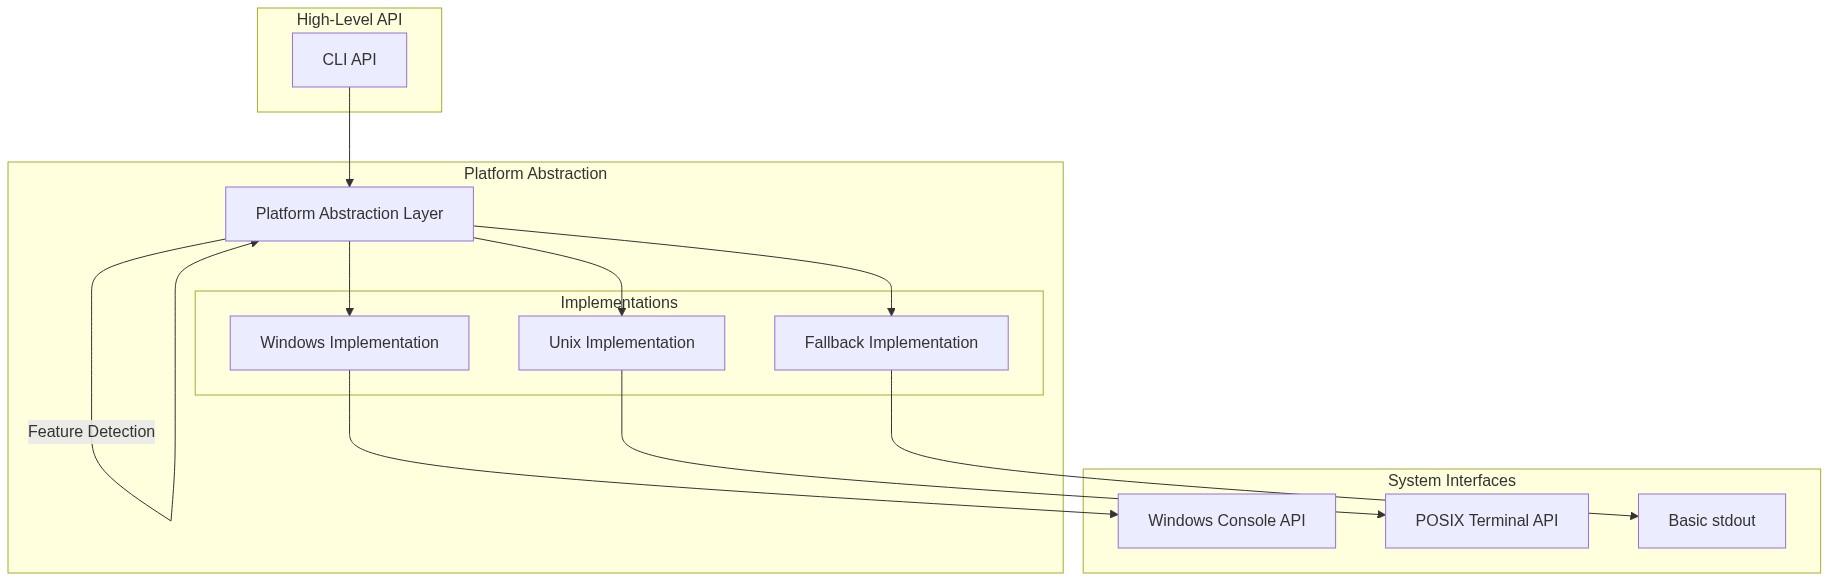 High-Level API
CLI API
Platform Abstraction
Platform Abstraction Layer
Implementations
Windows Implementation
Unix Implementation
Fallback Implementation
Feature Detection
System Interfaces
Windows Console API
POSIX Terminal API
Basic stdout